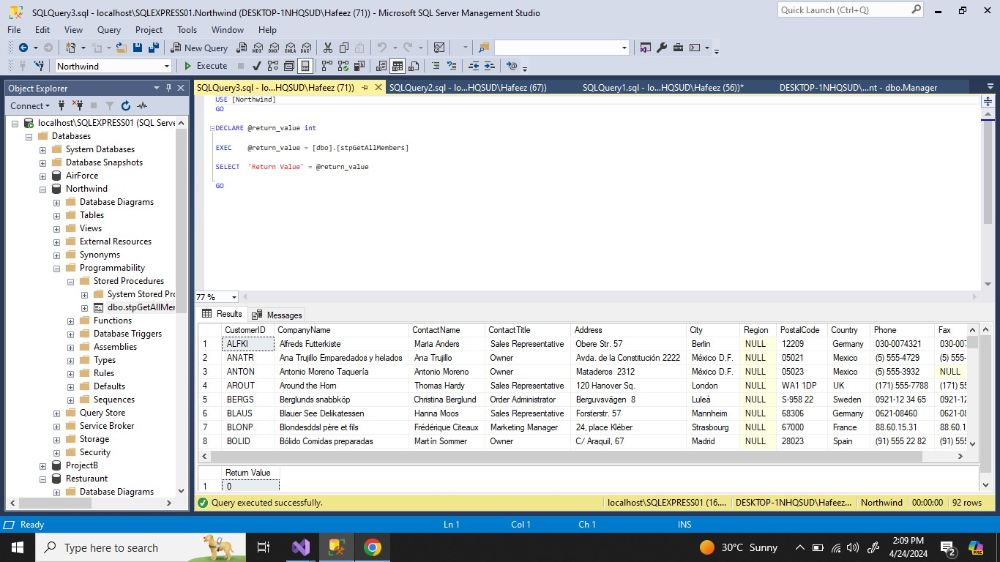 SQLQuery3.sql - localhost\SQLEXPRESS01.Northwind (DESKTOP-1NHQSUD\Hafeez (71)) - Microsoft SQL Server Management Studio
Quick Launch (Ctrl+Q)
File Edit View Query Project Tools Window Help
New Query MDX DMX XMLA DAX
Northwind Execute
Object Explorer
SQLQuery3.sql - lo...HQSUD\Hafeez (71)) SQLQuery2.sql - lo...HQSUD\Hafeez (67)) SQLQuery1.sql - lo...HQSUD\Hafeez (56))* DESKTOP-1NHQSUD\...nt - dbo.Manager
Connect
localhost\SQLEXPRESS01 (SQL Serve
Databases
System Databases
Database Snapshots
AirForce
Northwind
Database Diagrams
Tables
Views
External Resources
Synonyms
Programmability
Stored Procedures
System Stored Pro
dbo.stpGetAllMer
Functions
Database Triggers
Assemblies
Types
Rules
Defaults
Sequences
Query Store
Service Broker
Storage
Security
ProjectB
Resturaunt
Database Diagrams
USE [Northwind]
GO
DECLARE @return_value int
EXEC @return_value = [dbo].[stpGetAllMembers]
SELECT 'Return Value' = @return_value
GO
77 %
Results Messages
CustomerID CompanyName ContactName ContactTitle Address City Region PostalCode Country Phone Fax
1 ALFKI Alfreds Futterkiste Maria Anders Sales Representative Obere Str. 57 Berlin NULL 12209 Germany 030-0074321 030-007
2 ANATR Ana Trujillo Emparedados y helados Ana Trujillo Owner Avda. de la Constitución 2222 México D.F. NULL 05021 Mexico (5) 555-4729 (5) 555-
3 ANTON Antonio Moreno Taquería Antonio Moreno Owner Mataderos 2312 México D.F. NULL 05023 Mexico (5) 555-3932 NULL
4 AROUT Around the Horn Thomas Hardy Sales Representative 120 Hanover Sq. London NULL WA1 1DP UK (171) 555-7788 (171) 55
5 BERGS Berglunds snabbköp Christina Berglund Order Administrator Berguvsvägen 8 Luleå NULL S-958 22 Sweden 0921-12 34 65 0921-12
6 BLAUS Blauer See Delikatessen Hanna Moos Sales Representative Forsterstr. 57 Mannheim NULL 68306 Germany 0621-08460 0621-08
7 BLONP Blondesddsl père et fils Frédérique Citeaux Marketing Manager 24, place Kléber Strasbourg NULL 67000 France 88.60.15.31 88.60.1
8 BOLID Bólido Comidas preparadas Martín Sommer Owner C/ Araquil, 67 Madrid NULL 28023 Spain (91) 555 22 82 (91) 555
Return Value
1 0
Query executed successfully. localhost\SQLEXPRESS01 (16.... DESKTOP-1NHQSUD\Hafeez... Northwind 00:00:00 92 rows
Ready Ln 1 Col 1 Ch 1 INS
Type here to search 30°C Sunny 2:09 PM
4/24/2024 2 PRE